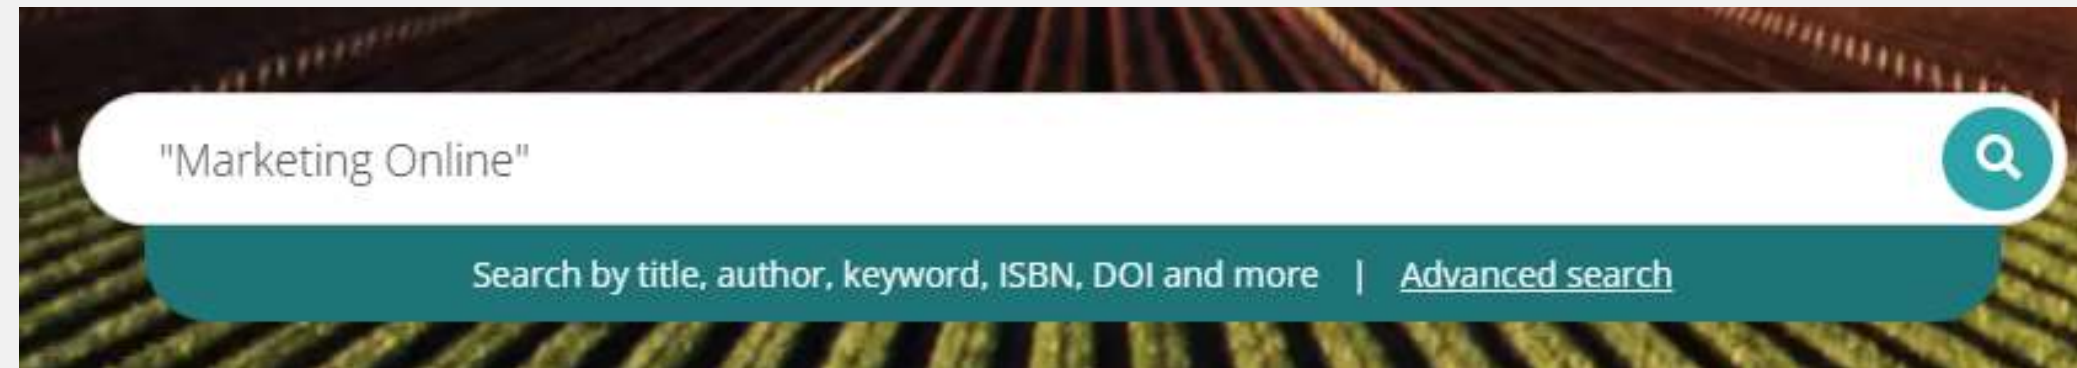 "Marketing Online"
Search by title, author, keyword, ISBN, DOI and more | Advanced search